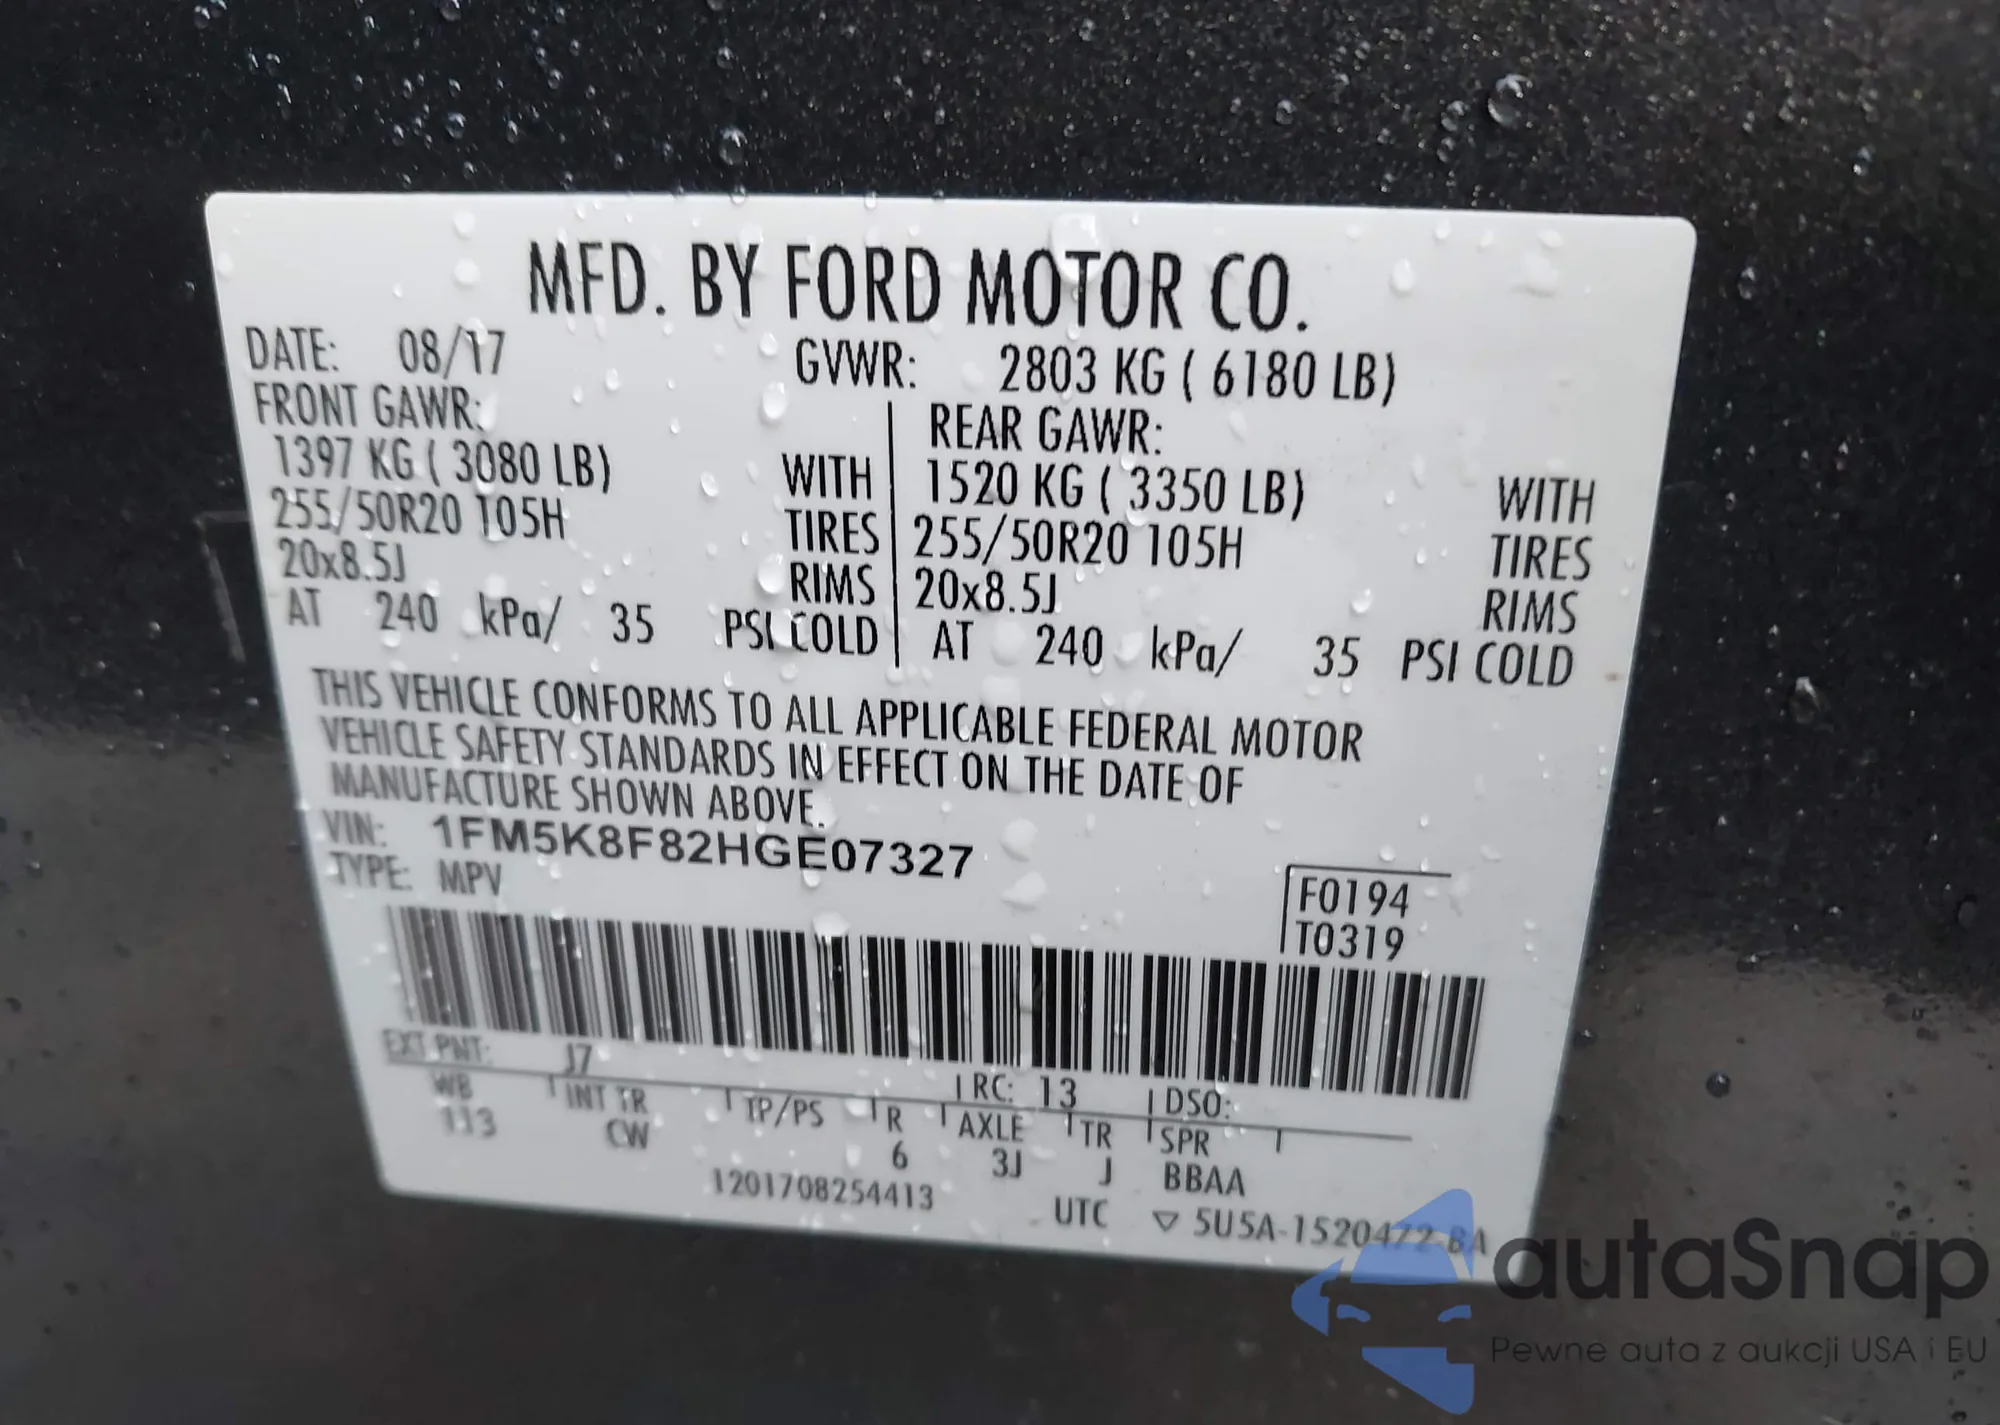 MFD. BY FORD MOTOR CO.
DATE: 08/17 GVWR: 2803 KG ( 6180 LB)
FRONT GAWR: REAR GAWR:
1397 KG ( 3080 LB) WITH 1520 KG ( 3350 LB) WITH
255/50R20 105H TIRES 255/50R20 105H TIRES
20x8.5J RIMS 20x8.5J RIMS
AT 240 kPa/ 35 PSI COLD AT 240 kPa/ 35 PSI COLD
THIS VEHICLE CONFORMS TO ALL APPLICABLE FEDERAL MOTOR
VEHICLE SAFETY STANDARDS IN EFFECT ON THE DATE OF
MANUFACTURE SHOWN ABOVE.
VIN: 1FM5K8F82HGE07327
TYPE: MPV
F0194
T0319
EXT PNT: J7 RC: 13 DSO:
WB INT TR TP/PS R AXLE TR SPR
113 CW 6 3J J BBAA
1201708254413 UTC ▽ 5U5A-1520472-BA
autaSnap
Pewne auta z aukcji USA i EU